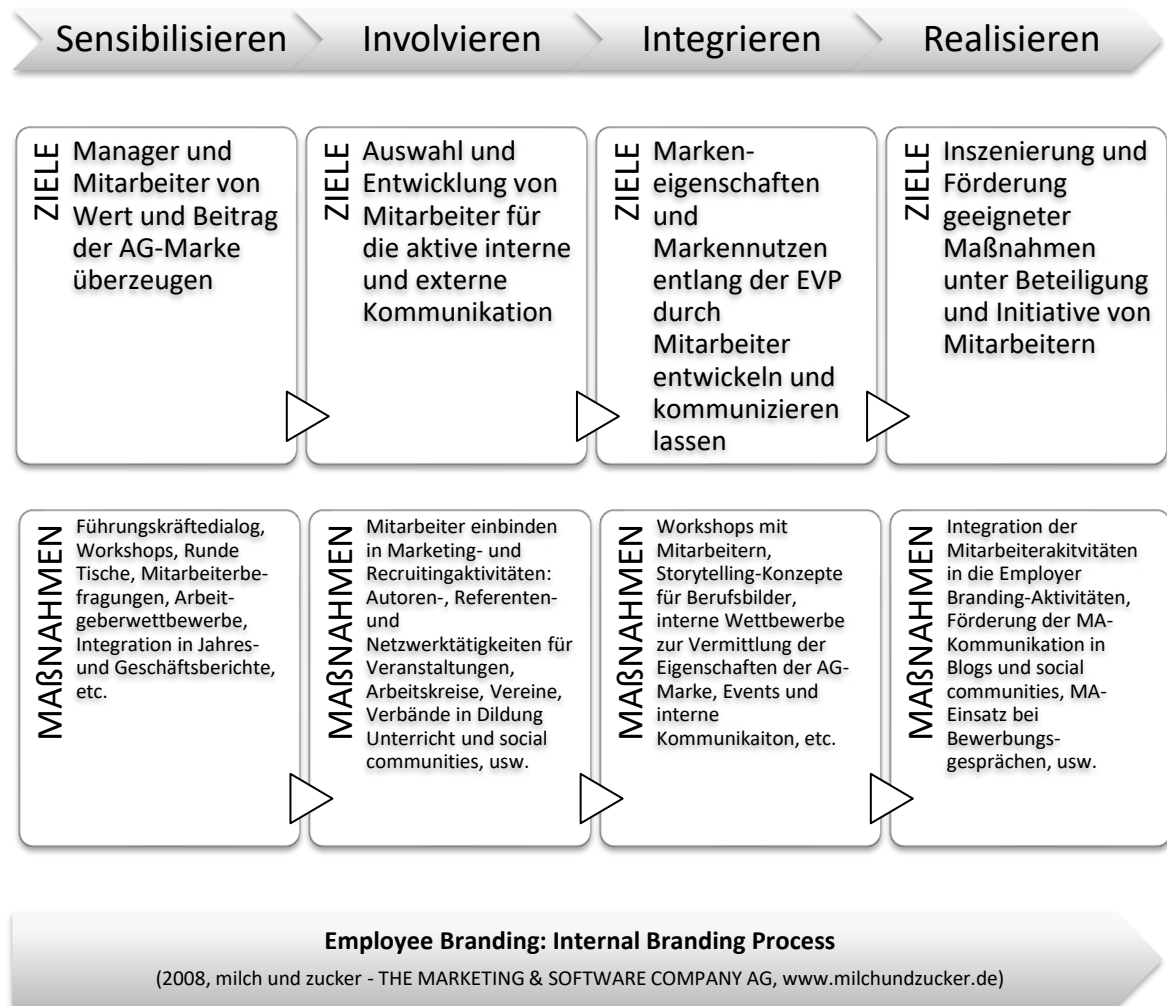 Sensibilisieren
Involvieren
Integrieren
Realisieren
ZIELE
Manager und
Mitarbeiter von
Wert und Beitrag
der AG-Marke
überzeugen
ZIELE
Auswahl und
Entwicklung von
Mitarbeiter für
die aktive interne
und externe
Kommunikation
ZIELE
Marken-
eigenschaften
und
Markennutzen
entlang der EVP
durch
Mitarbeiter
entwickeln und
kommunizieren
lassen
ZIELE
Inszenierung und
Förderung
geeigneter
Maßnahmen
unter Beteiligung
und Initiative von
Mitarbeitern
MAßNAHMEN
Führungskräftedialog,
Workshops, Runde
Tische, Mitarbeiterbe-
fragungen, Arbeit-
geberwettbewerbe,
Integration in Jahres-
und Geschäftsberichte,
etc.
MAßNAHMEN
Mitarbeiter einbinden
in Marketing- und
Recruitingaktivitäten:
Autoren-, Referenten-
und
Netzwerktätigkeiten für
Veranstaltungen,
Arbeitskreise, Vereine,
Verbände in Dildung
Unterricht und social
communities, usw.
MAßNAHMEN
Workshops mit
Mitarbeitern,
Storytelling-Konzepte
für Berufsbilder,
interne Wettbewerbe
zur Vermittlung der
Eigenschaften der AG-
Marke, Events und
interne
Kommunikaiton, etc.
MAßNAHMEN
Integration der
Mitarbeiterakitvitäten
in die Employer
Branding-Aktivitäten,
Förderung der MA-
Kommunikation in
Blogs und social
communities, MA-
Einsatz bei
Bewerbungs-
gesprächen, usw.
Employee Branding: Internal Branding Process
(2008, milch und zucker - THE MARKETING & SOFTWARE COMPANY AG, www.milchundzucker.de)